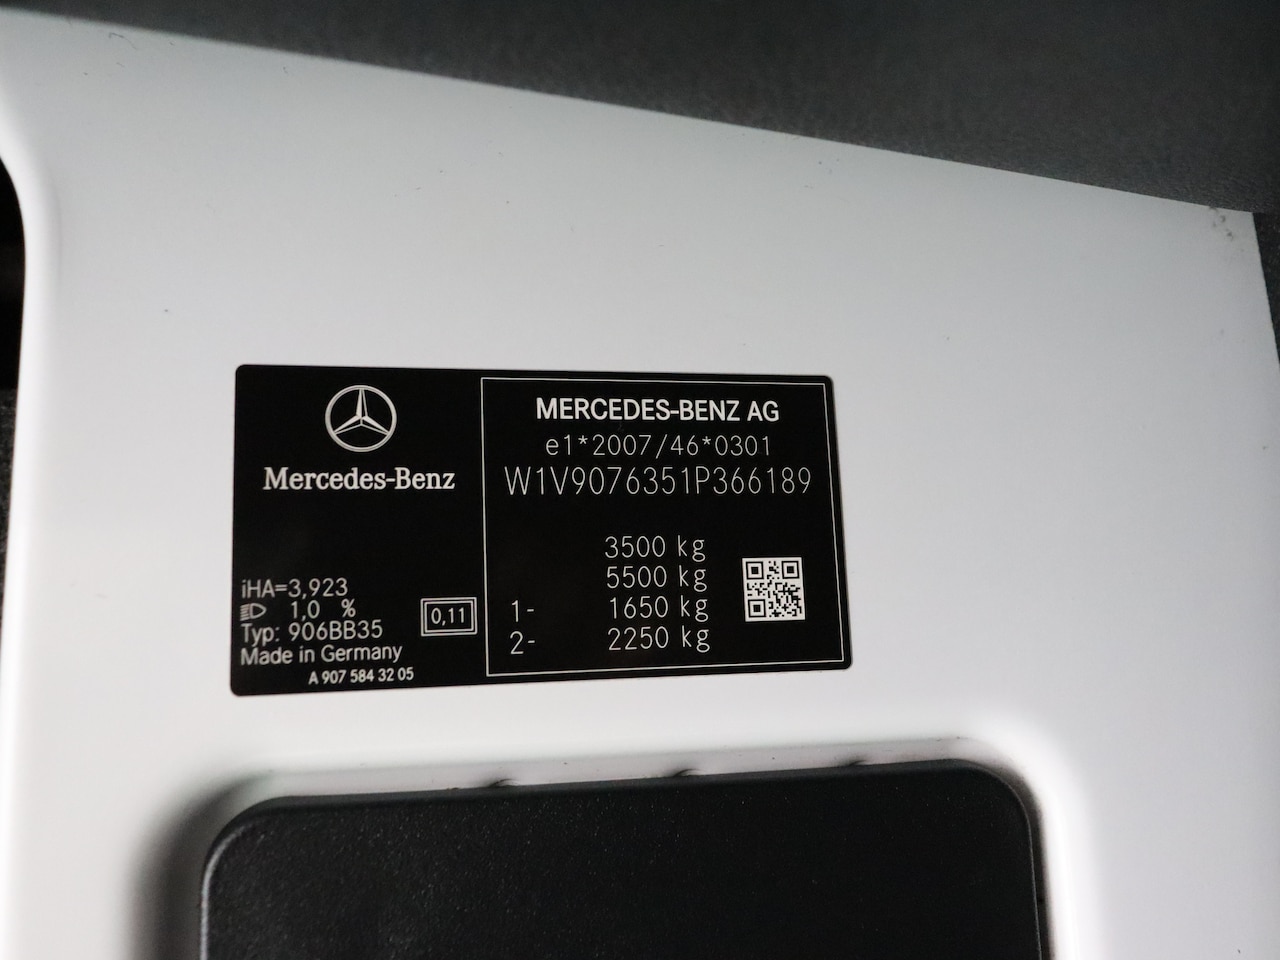 Mercedes-Benz
iHA=3,923
1,0 %
0,11
Typ: 906BB35
Made in Germany
A 907 584 32 05
MERCEDES-BENZ AG
e1*2007/46*0301
W1V9076351P366189
3500 kg
5500 kg
1- 1650 kg
2- 2250 kg